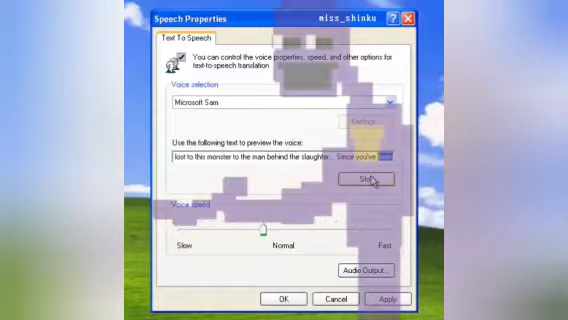 Speech Properties
miss_shinku
Text To Speech
You can control the voice properties, speed, and other options for
text-to-speech translation
Voice selection
Microsoft Sam
Settings...
Use the following text to preview the voice:
lost to this monster to the man behind the slaughter... Since you've been
Stop
Voice speed
Slow
Normal
Fast
Audio Output...
OK
Cancel
Apply